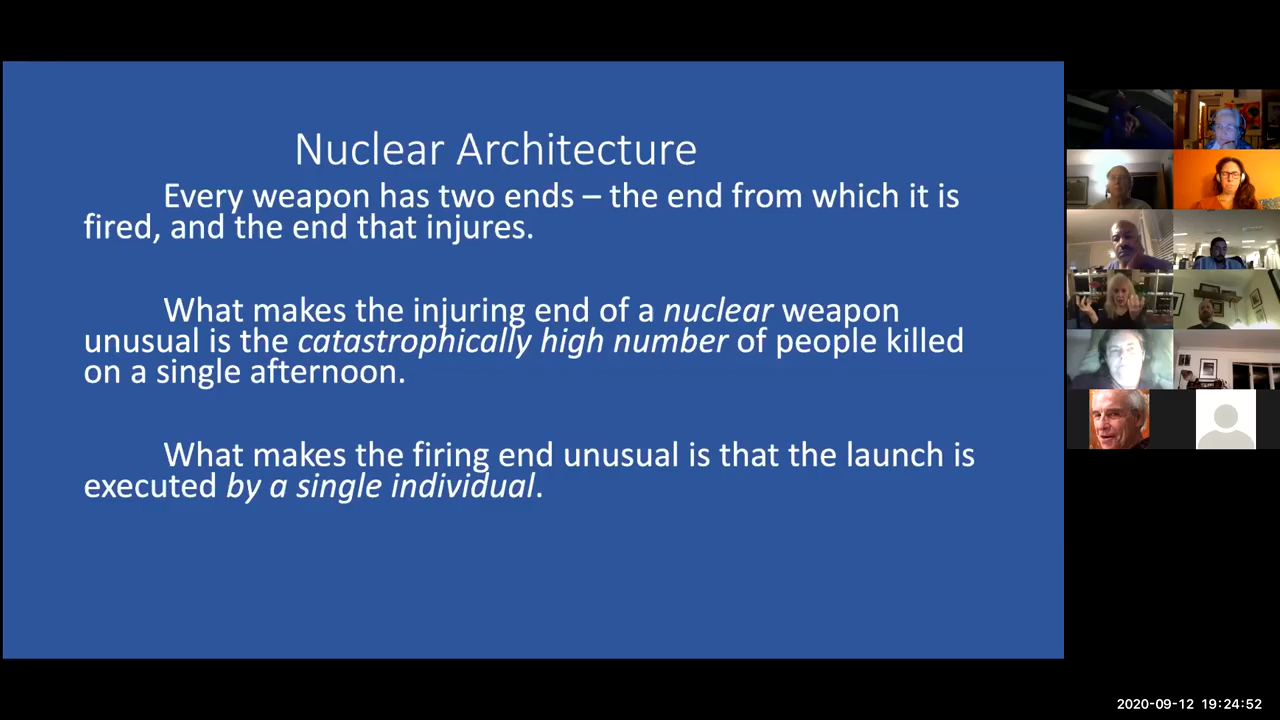 Nuclear Architecture
Every weapon has two ends – the end from which it is
fired, and the end that injures.
What makes the injuring end of a nuclear weapon
unusual is the catastrophically high number of people killed
on a single afternoon.
What makes the firing end unusual is that the launch is
executed by a single individual.
2020-09-12 19:24:52